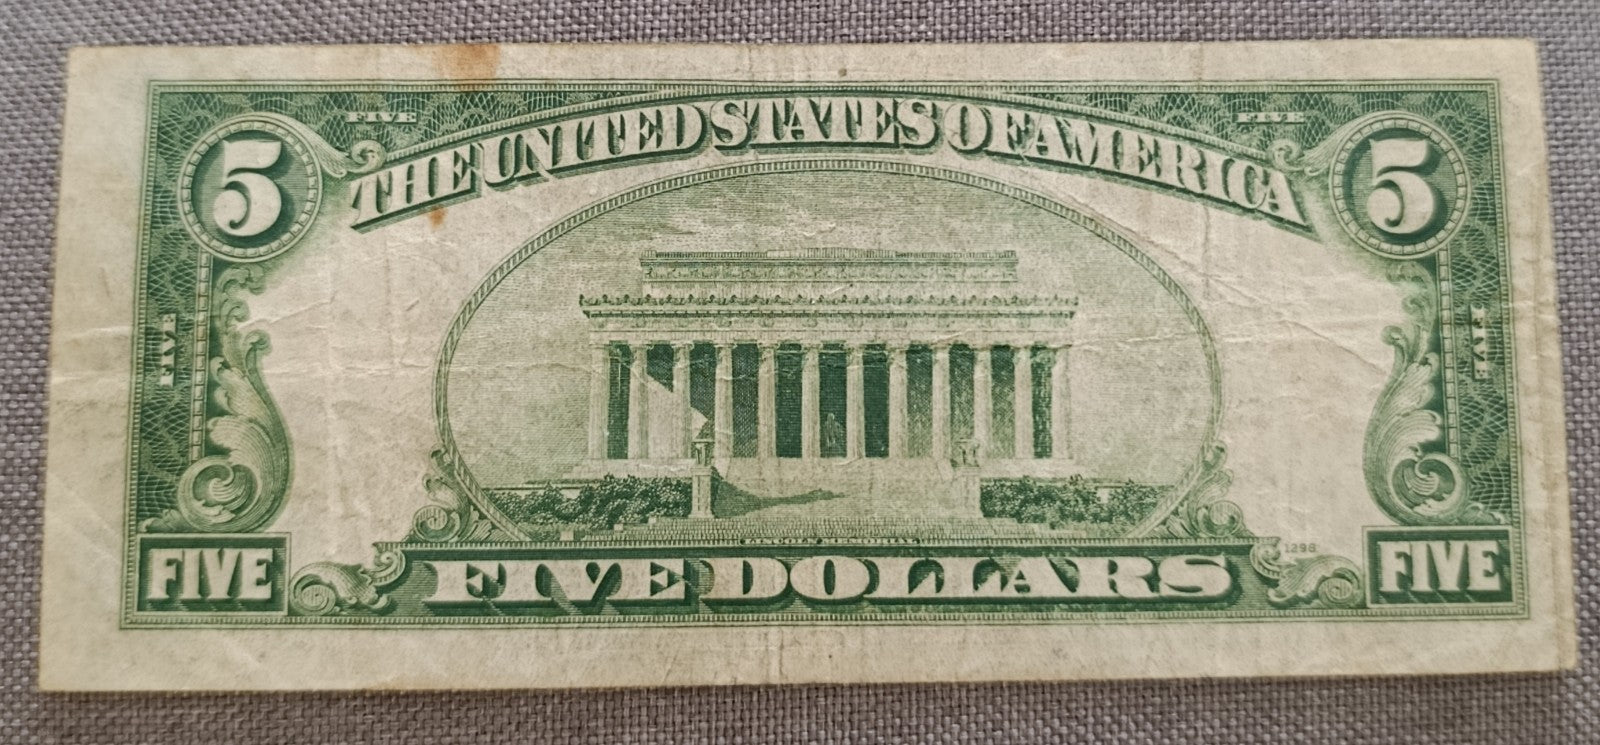 FIVE FIVE
5 THE UNITED STATES OF AMERICA 5
FIVE FIVE
LINCOLN MEMORIAL
1298
FIVE FIVE DOLLARS FIVE